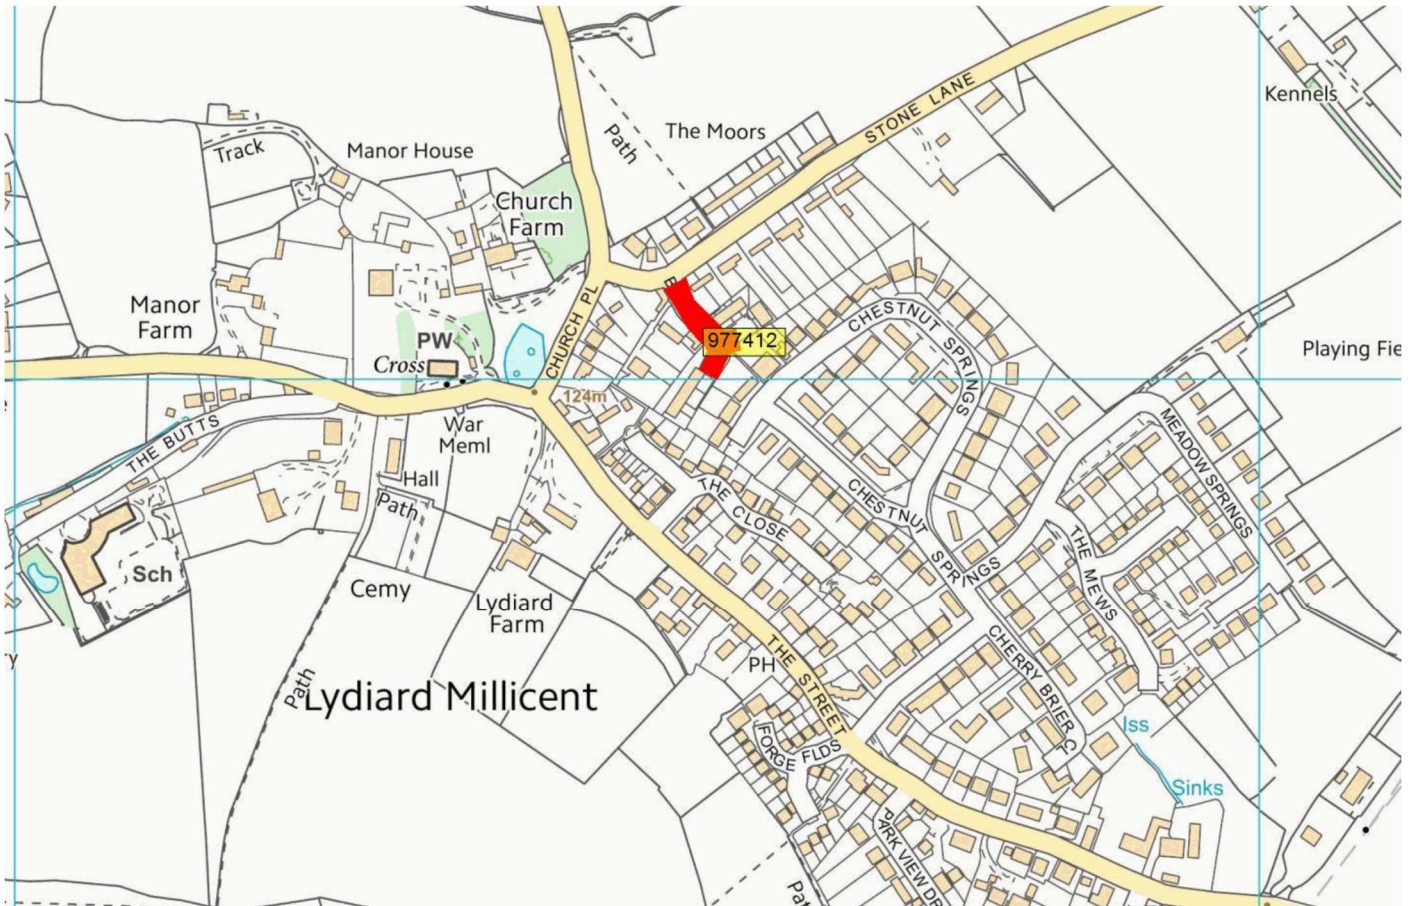 STONE LANE
Kennels
The Moors
Path
Track
Manor House
Church
Farm
Manor
Farm
PW
Cross
CHURCH PL
977412
CHESTNUT SPRINGS
Playing Fie
124m
War
Meml
THE BUTTS
Hall
Path
MEADOW SPRINGS
THE CLOSE
CHESTNUT SPRINGS
THE MEWS
Sch
Cemy
Lydiard
Farm
PH
THE STREET
CHERRY BRIER CT
Path
Lydiard Millicent
Iss
Sinks
FORGE FLDS
PARK VIEW DR
Pat